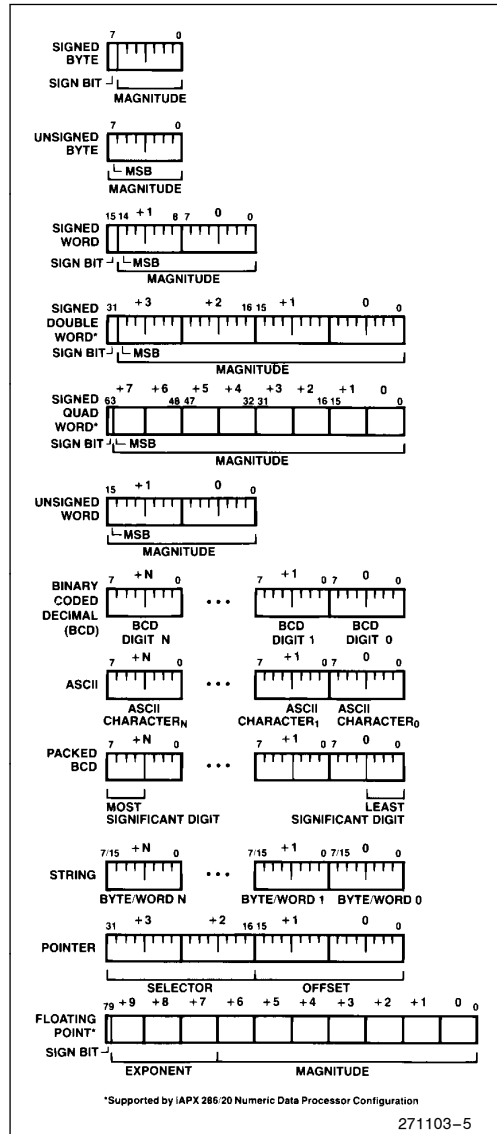 7 0
SIGNED
BYTE
SIGN BIT
MAGNITUDE
7 0
UNSIGNED
BYTE
MSB
MAGNITUDE
15 14 +1 8 7 0 0
SIGNED
WORD
SIGN BIT MSB
MAGNITUDE
31 +3 +2 16 15 +1 0 0
SIGNED
DOUBLE
WORD*
SIGN BIT MSB
MAGNITUDE
+7 +6 +5 +4 +3 +2 +1 0
63 48 47 32 31 16 15 0
SIGNED
QUAD
WORD*
SIGN BIT MSB
MAGNITUDE
15 +1 0 0
UNSIGNED
WORD
MSB
MAGNITUDE
7 +N 0 7 +1 0 7 0 0
BINARY
CODED
DECIMAL
(BCD)
• • •
BCD DIGIT N
BCD DIGIT 1
BCD DIGIT 0
7 +N 0 7 +1 0 7 0 0
ASCII • • •
ASCII CHARACTERN
ASCII CHARACTER1
ASCII CHARACTER0
7 +N 0 7 +1 0 7 0 0
PACKED
BCD
• • •
MOST
SIGNIFICANT DIGIT
LEAST
SIGNIFICANT DIGIT
7/15 +N 0 7/15 +1 0 7/15 0 0
STRING • • •
BYTE/WORD N BYTE/WORD 1 BYTE/WORD 0
31 +3 +2 16 15 +1 0 0
POINTER
SELECTOR OFFSET
79 +9 +8 +7 +6 +5 +4 +3 +2 +1 0 0
FLOATING
POINT*
SIGN BIT
EXPONENT MAGNITUDE
*Supported by iAPX 286/20 Numeric Data Processor Configuration
271103–5